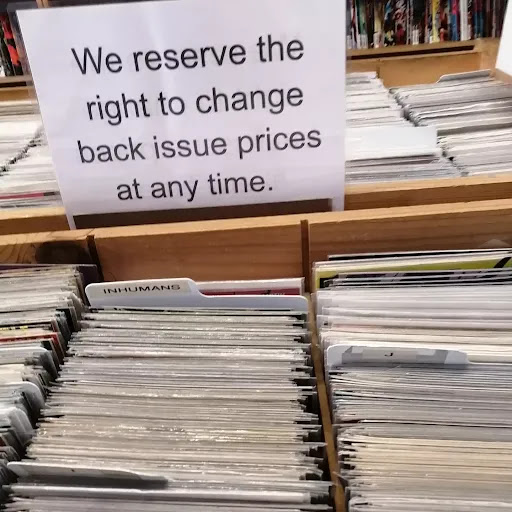 We reserve the
right to change
back issue prices
at any time.
INHUMANS
J